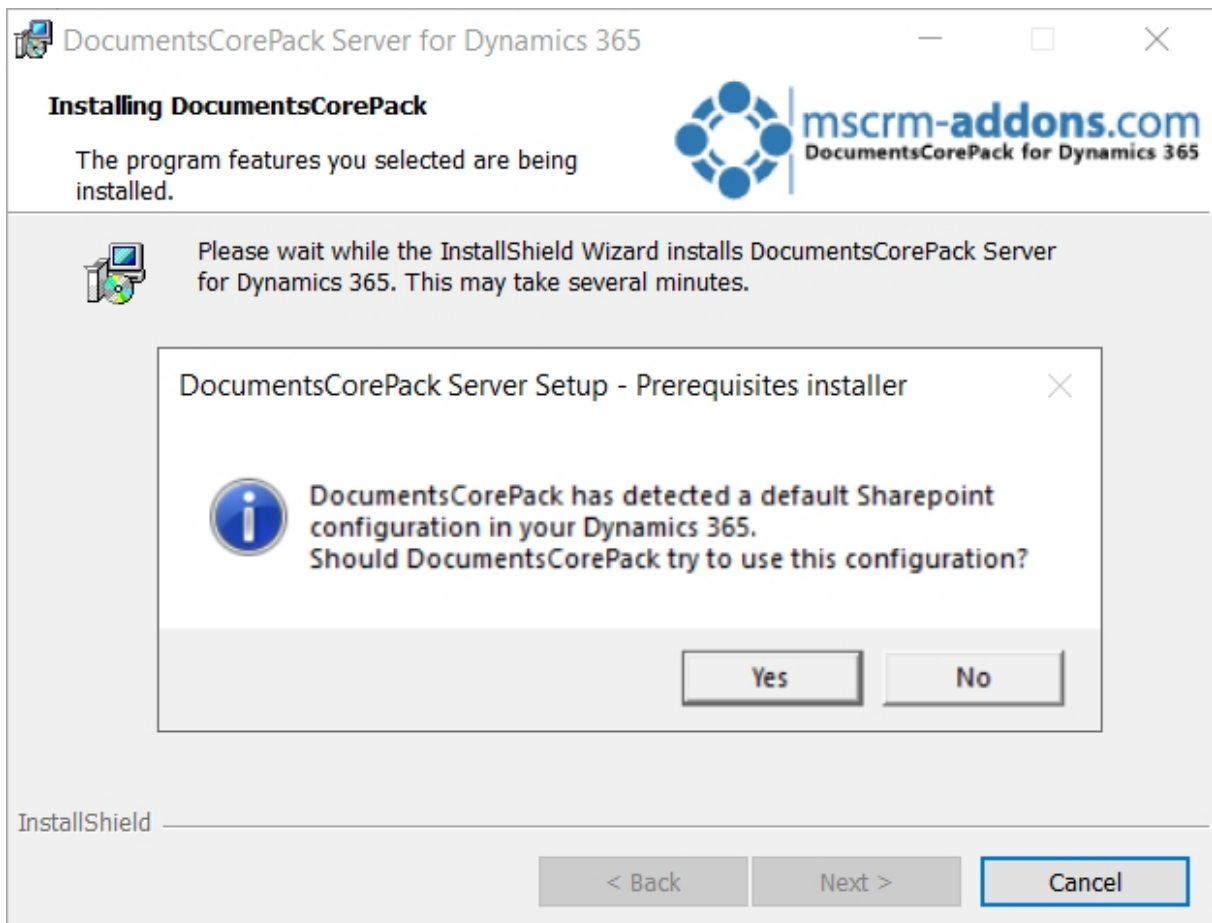 DocumentsCorePack Server for Dynamics 365
Installing DocumentsCorePack
The program features you selected are being
installed.
mscrm-addons.com
DocumentsCorePack for Dynamics 365
Please wait while the InstallShield Wizard installs DocumentsCorePack Server
for Dynamics 365. This may take several minutes.
DocumentsCorePack Server Setup - Prerequisites installer
DocumentsCorePack has detected a default Sharepoint
configuration in your Dynamics 365.
Should DocumentsCorePack try to use this configuration?
Yes No
InstallShield
< Back Next > Cancel